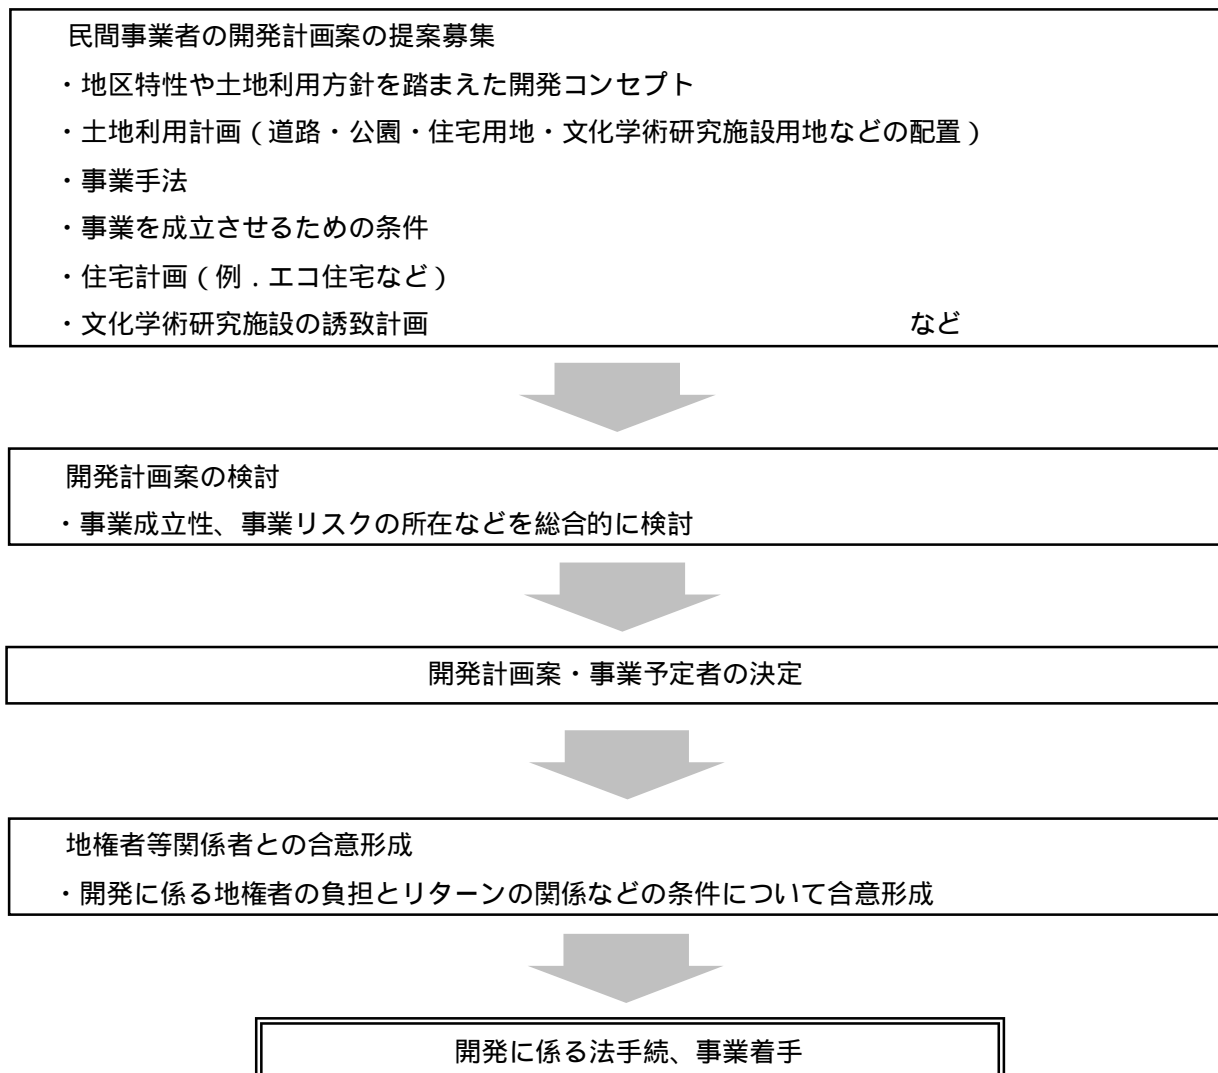 民間事業者の開発計画案の提案募集
・地区特性や土地利用方針を踏まえた開発コンセプト
・土地利用計画（道路・公園・住宅用地・文化学術研究施設用地などの配置）
・事業手法
・事業を成立させるための条件
・住宅計画（例．エコ住宅など）
・文化学術研究施設の誘致計画　など
開発計画案の検討
・事業成立性、事業リスクの所在などを総合的に検討
開発計画案・事業予定者の決定
地権者等関係者との合意形成
・開発に係る地権者の負担とリターンの関係などの条件について合意形成
開発に係る法手続、事業着手